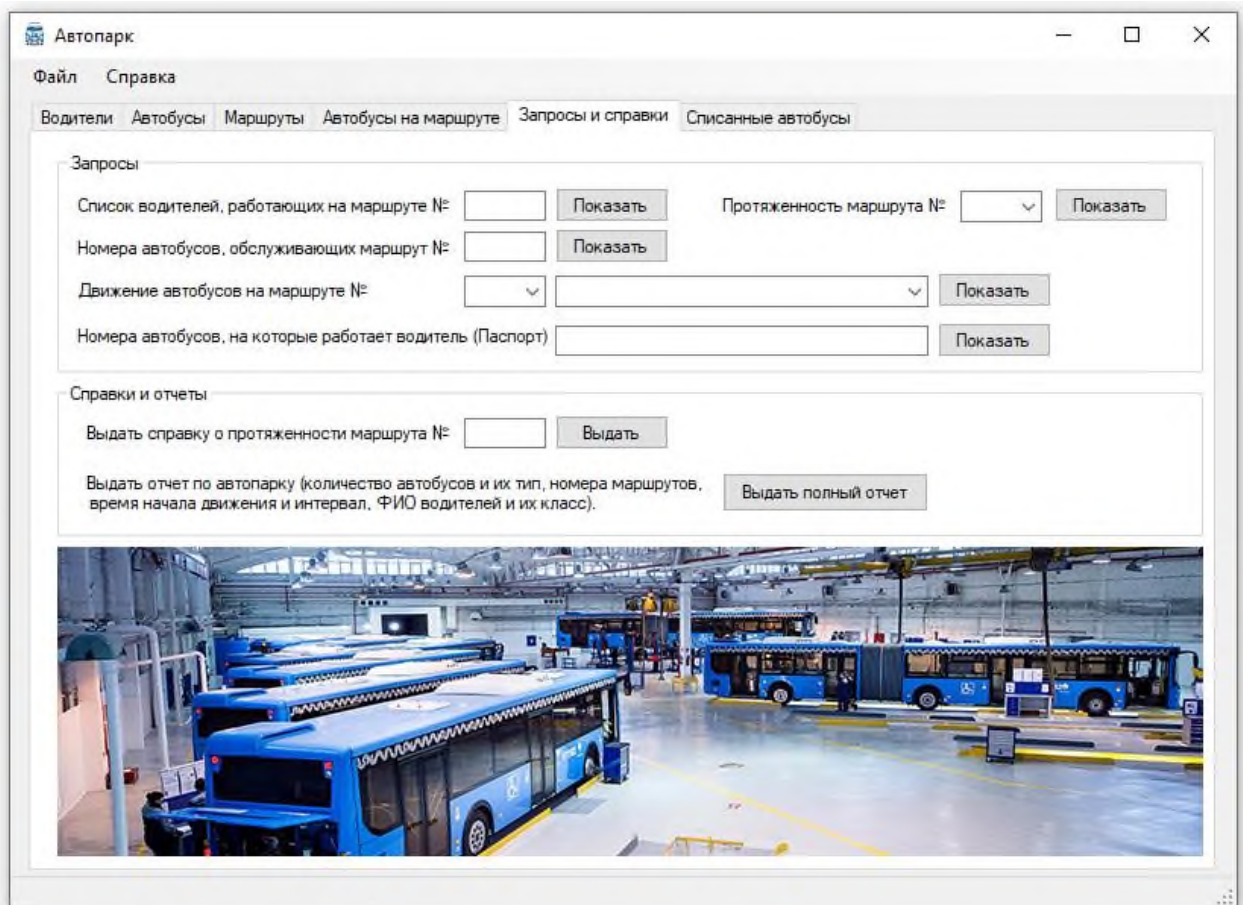 Автопарк
Файл Справка
Водители Автобусы Маршруты Автобусы на маршруте Запросы и справки Списанные автобусы
Запросы
Список водителей, работающих на маршруте № Показать Протяженность маршрута № Показать
Номера автобусов, обслуживающих маршрут № Показать
Движение автобусов на маршруте № Показать
Номера автобусов, на которые работает водитель (Паспорт) Показать
Справки и отчеты
Выдать справку о протяженности маршрута № Выдать
Выдать отчет по автопарку (количество автобусов и их тип, номера маршрутов,
время начала движения и интервал, ФИО водителей и их класс). Выдать полный отчет